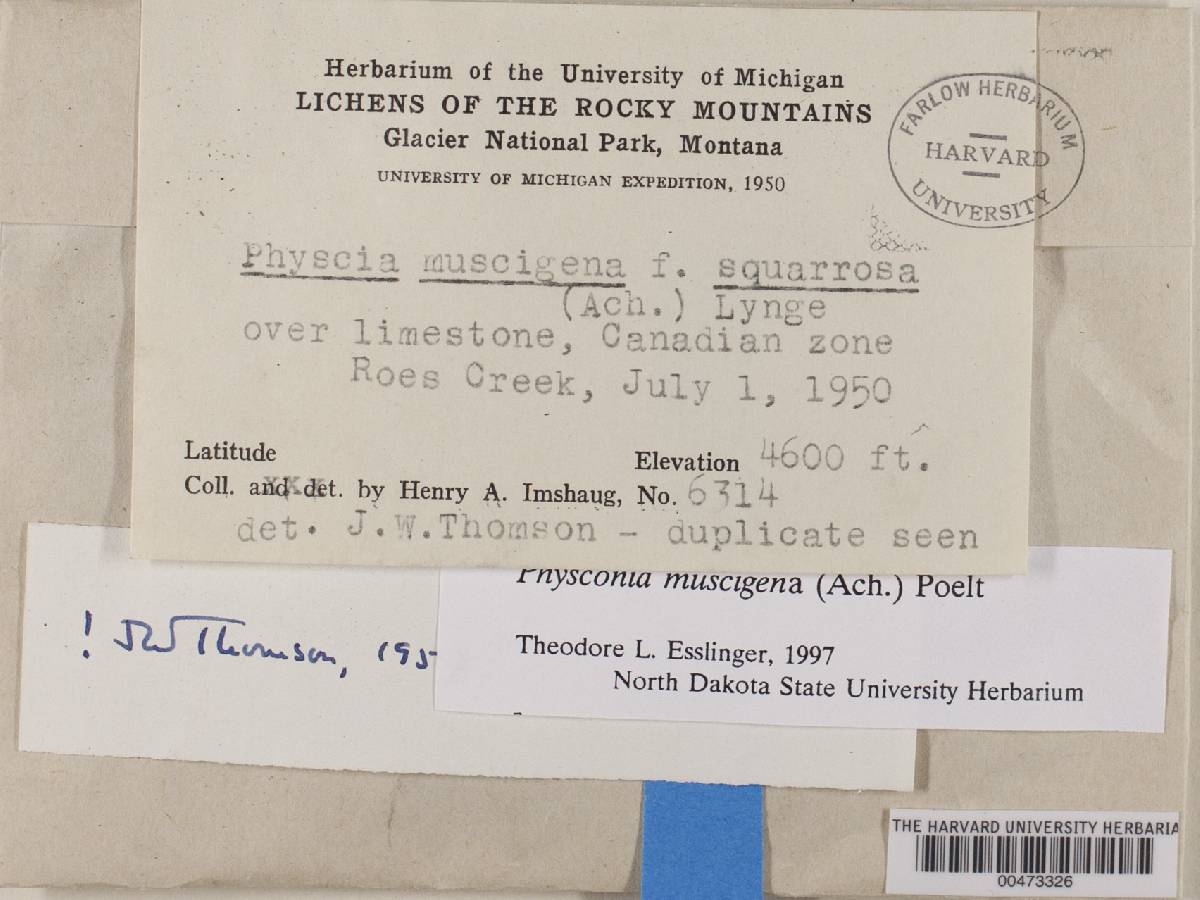 Herbarium of the University of Michigan
LICHENS OF THE ROCKY MOUNTAINS
Glacier National Park, Montana
UNIVERSITY OF MICHIGAN EXPEDITION, 1950
FARLOW HERBARIUM
HARVARD
UNIVERSITY
Physcia muscigena f. squarrosa
(Ach.) Lynge
over limestone, Canadian zone
Roes Creek, July 1, 1950
Latitude
Elevation 4600 ft.
Coll. and det. by Henry A. Imshaug, No. 6314
det. J.W.Thomson - duplicate seen
Physconia muscigena (Ach.) Poelt
! JW Thomson, 195
Theodore L. Esslinger, 1997
North Dakota State University Herbarium
THE HARVARD UNIVERSITY HERBARIA
00473326